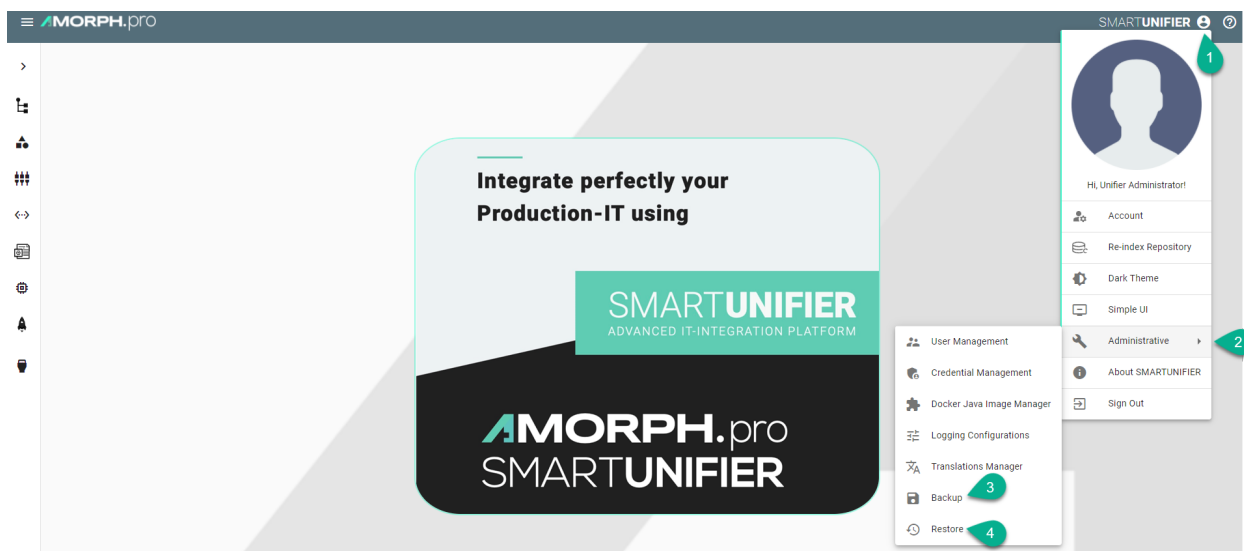 AMORPH.pro
SMARTUNIFIER
1
Hi, Unifier Administrator!
Account
Re-index Repository
Dark Theme
Simple UI
Administrative
2
About SMARTUNIFIER
Sign Out
User Management
Credential Management
Docker Java Image Manager
Logging Configurations
Translations Manager
Backup
3
Restore
4
Integrate perfectly your
Production-IT using
SMARTUNIFIER
ADVANCED IT-INTEGRATION PLATFORM
AMORPH.pro
SMARTUNIFIER